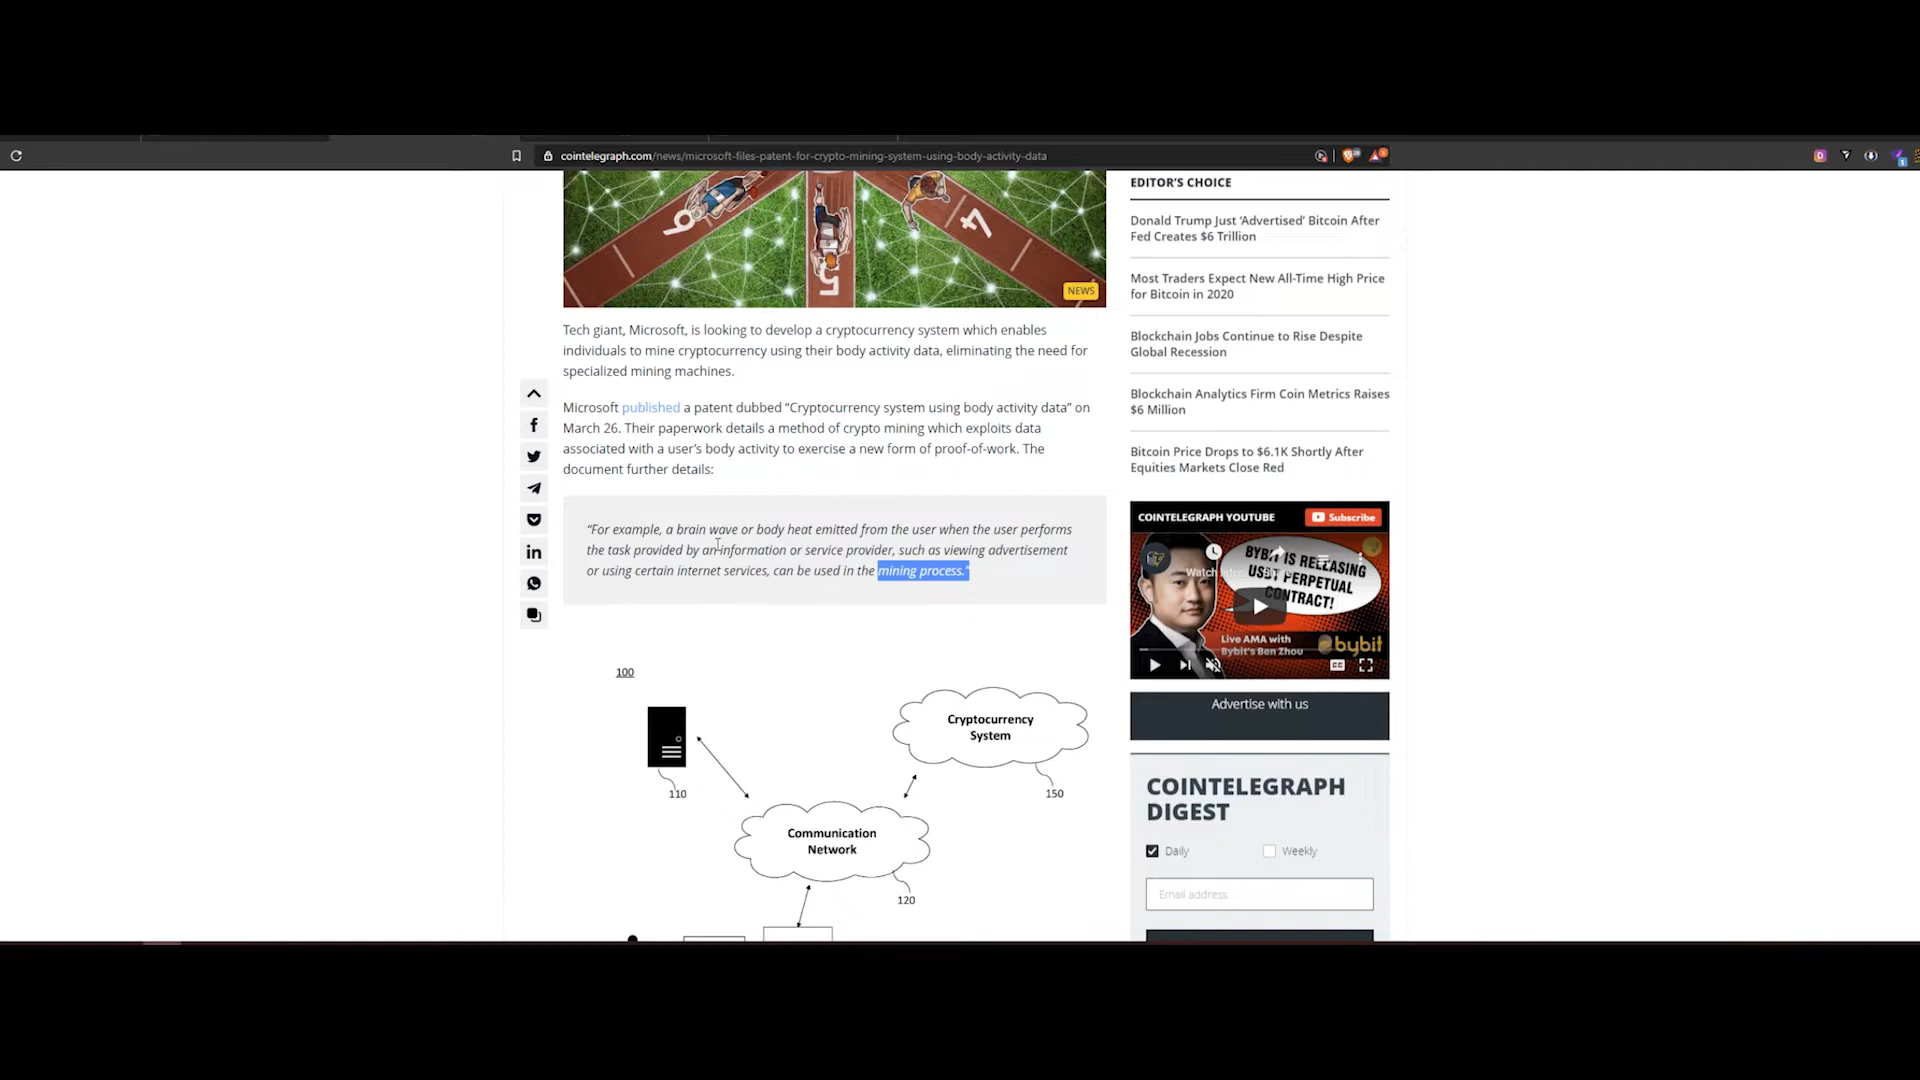 cointelegraph.com/news/microsoft-files-patent-for-crypto-mining-system-using-body-activity-data
6
5
4
NEWS
Tech giant, Microsoft, is looking to develop a cryptocurrency system which enables
individuals to mine cryptocurrency using their body activity data, eliminating the need for
specialized mining machines.
Microsoft published a patent dubbed “Cryptocurrency system using body activity data” on
March 26. Their paperwork details a method of crypto mining which exploits data
associated with a user’s body activity to exercise a new form of proof-of-work. The
document further details:
“For example, a brain wave or body heat emitted from the user when the user performs
the task provided by an information or service provider, such as viewing advertisement
or using certain internet services, can be used in the mining process.”
100
110
Cryptocurrency
System
150
Communication
Network
120
EDITOR’S CHOICE
Donald Trump Just ‘Advertised’ Bitcoin After
Fed Creates $6 Trillion
Most Traders Expect New All-Time High Price
for Bitcoin in 2020
Blockchain Jobs Continue to Rise Despite
Global Recession
Blockchain Analytics Firm Coin Metrics Raises
$6 Million
Bitcoin Price Drops to $6.1K Shortly After
Equities Markets Close Red
COINTELEGRAPH YOUTUBE
Subscribe
BYBIT IS RELEASING
USDT PERPETUAL
CONTRACT!
Live AMA with
Bybit's Ben Zhou
bybit
CC
Advertise with us
COINTELEGRAPH
DIGEST
Daily
Weekly
Email address